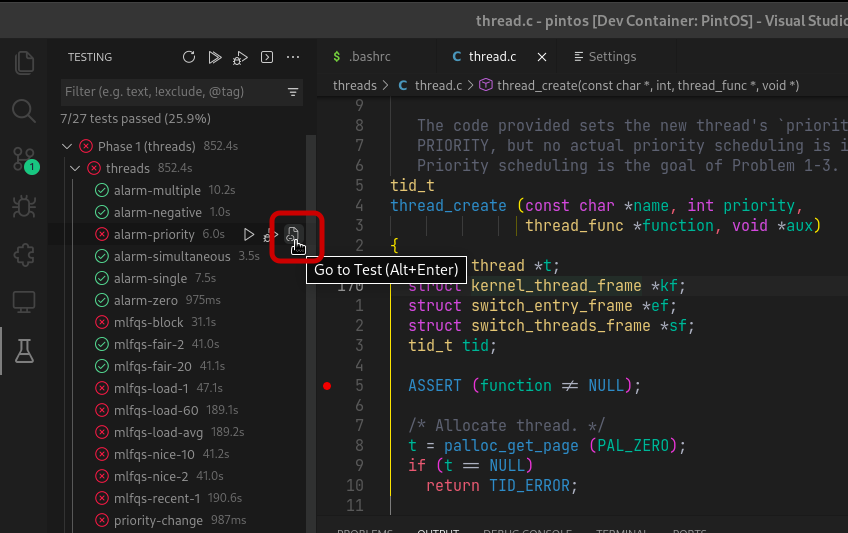 thread.c - pintos [Dev Container: PintOS] - Visual Studio
TESTING
Filter (e.g. text, !exclude, @tag)
7/27 tests passed (25.9%)
Phase 1 (threads) 852.4s
threads 852.4s
alarm-multiple 10.2s
alarm-negative 1.0s
alarm-priority 6.0s
alarm-simultaneous 3.5s
alarm-single 7.5s
alarm-zero 975ms
mlfqs-block 31.1s
mlfqs-fair-2 41.0s
mlfqs-fair-20 41.1s
mlfqs-load-1 47.1s
mlfqs-load-60 189.1s
mlfqs-load-avg 189.2s
mlfqs-nice-10 41.2s
mlfqs-nice-2 41.0s
mlfqs-recent-1 190.6s
priority-change 987ms
1
Go to Test (Alt+Enter)
$ .bashrc
C thread.c
Settings
threads > C thread.c > thread_create(const char *, int, thread_func *, void *)
9
8 The code provided sets the new thread's `priorit
7 PRIORITY, but no actual priority scheduling is i
6 Priority scheduling is the goal of Problem 1-3.
5 tid_t
4 thread_create (const char *name, int priority,
3 thread_func *function, void *aux)
2 {
thread *t;
170 struct kernel_thread_frame *kf;
1 struct switch_entry_frame *ef;
2 struct switch_threads_frame *sf;
3 tid_t tid;
4
5 ASSERT (function ≠ NULL);
6
7 /* Allocate thread. */
8 t = palloc_get_page (PAL_ZERO);
9 if (t == NULL)
10 return TID_ERROR;
11
PROBLEMS OUTPUT DEBUG CONSOLE TERMINAL PORTS